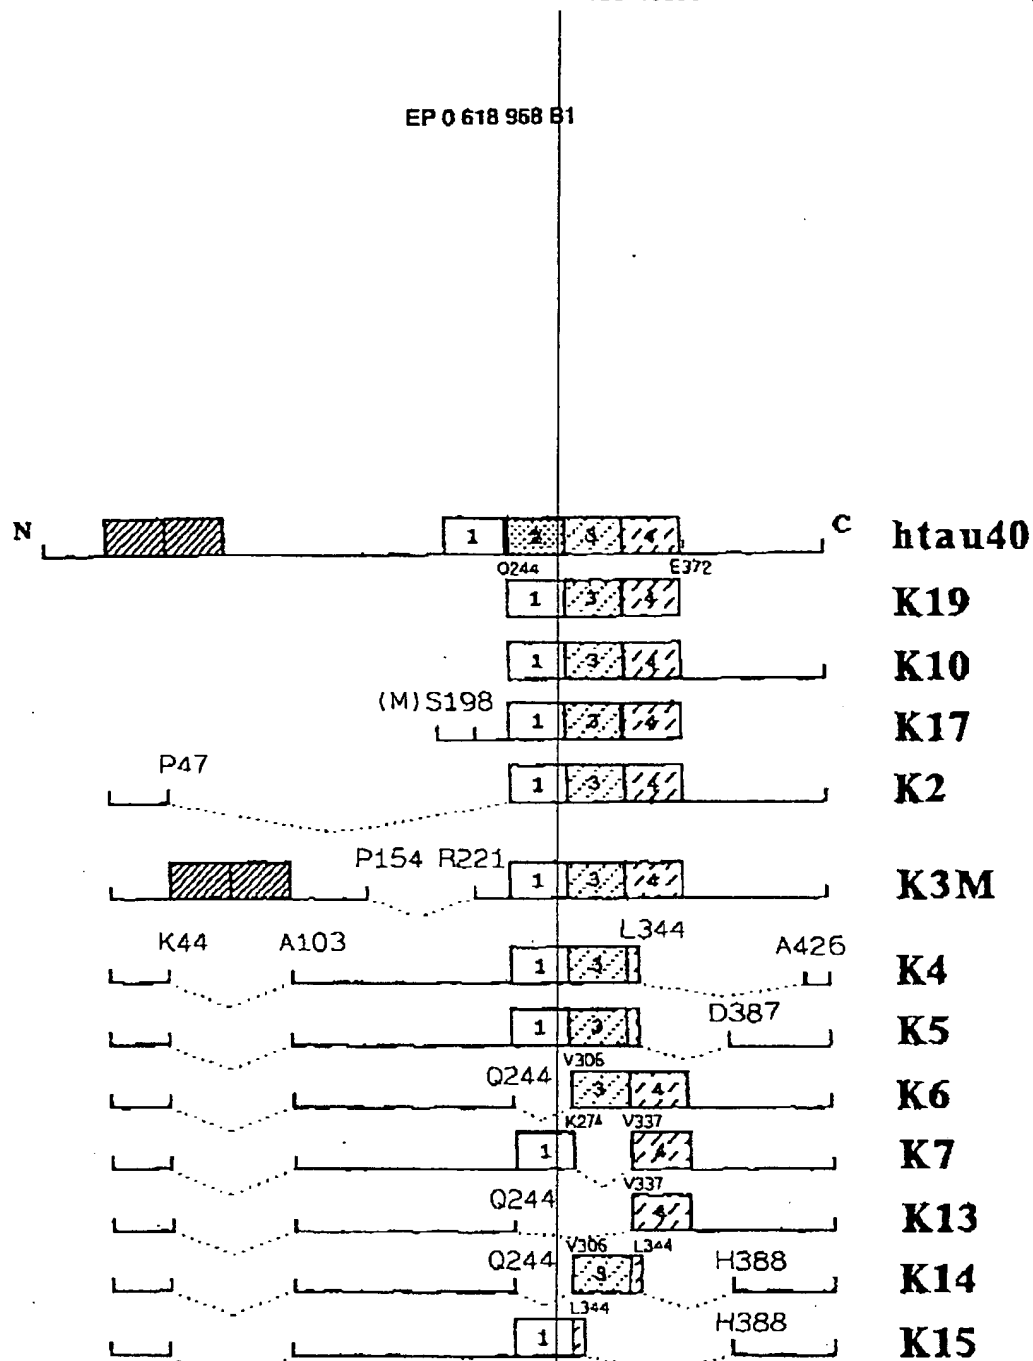 EP 0 618 968 B1
N 1 2 3 4 C htau40
Q244 E372
1 3 4 K19
1 3 4 K10
(M) S198 1 3 4 K17
P47 1 3 4 K2
P154 R221 1 3 4 K3M
K44 A103 1 3 L344 A426 K4
1 3 D387 K5
Q244 V306 3 4 K6
1 K274 V337 4 K7
Q244 V337 4 K13
Q244 V306 3 L344 H388 K14
1 L344 H388 K15